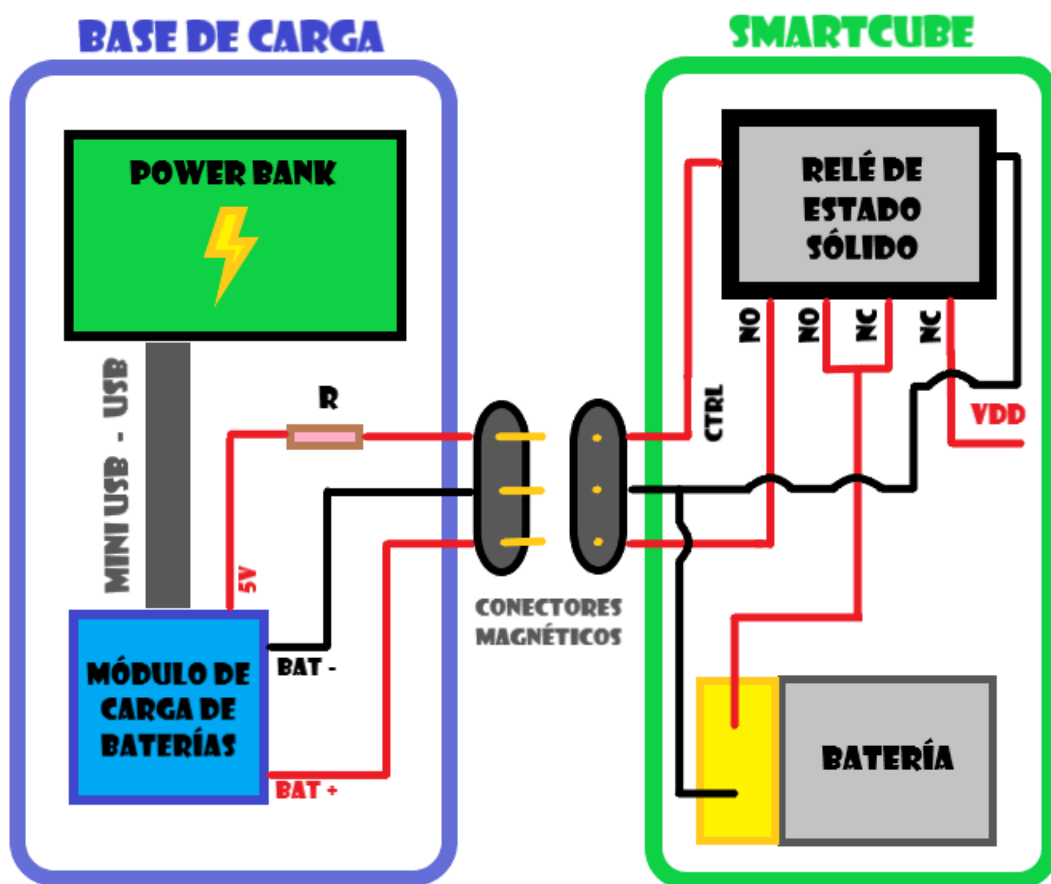 BASE DE CARGA
SMARTCUBE
POWER BANK
RELÉ DE
ESTADO
SÓLIDO
NO
NO
NC
NC
MINI USB - USB
R
CTRL
VDD
5V
CONECTORES
MAGNÉTICOS
MÓDULO DE
CARGA DE
BATERÍAS
BAT -
BAT +
BATERÍA